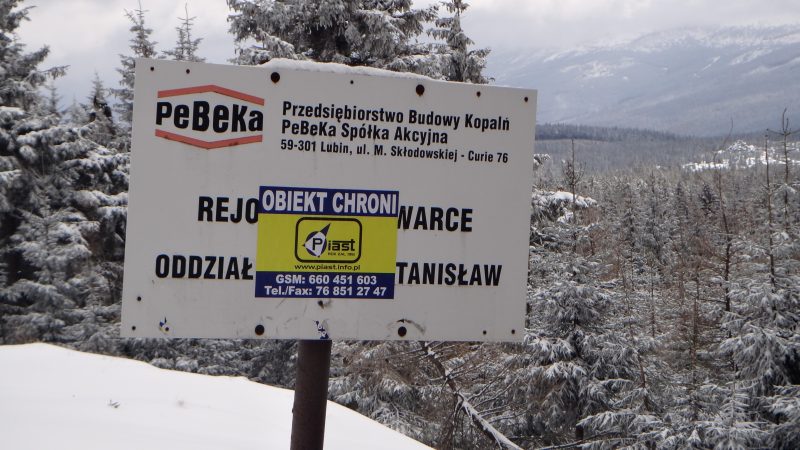 PeBeKa
Przedsiębiorstwo Budowy Kopalń
PeBeKa Spółka Akcyjna
59-301 Lubin, ul. M. Skłodowskiej - Curie 76
REJO WARCE
ODDZIAŁ TANISŁAW
OBIEKT CHRONI
Piast
www.piast.info.pl
GSM: 660 451 603
Tel./Fax: 76 851 27 47